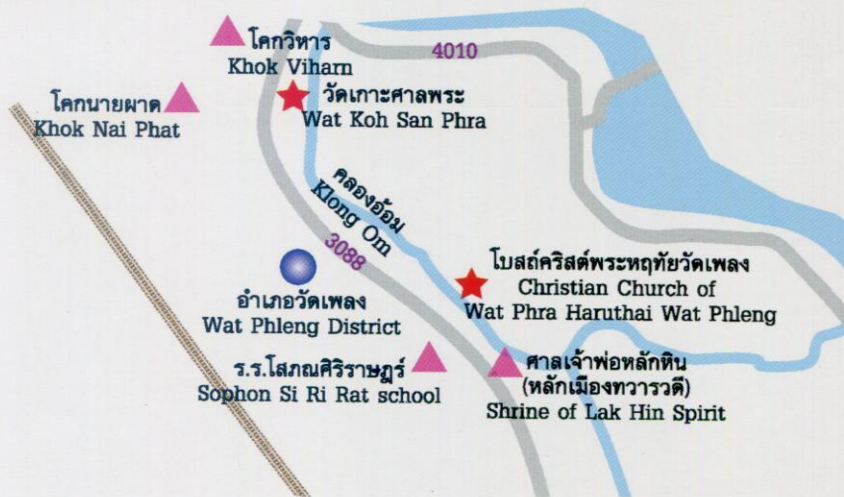 โคกวิหาร
Khok Viharn
4010
โคกนายผาด
Khok Nai Phat
วัดเกาะศาลพระ
Wat Koh San Phra
คลองอ้อม
Klong Om
3088
โบสถ์คริสต์พระหฤทัยวัดเพลง
Christian Church of
Wat Phra Haruthai Wat Phleng
อำเภอวัดเพลง
Wat Phleng District
ร.ร.โสภณศิริราษฎร์
Sophon Si Ri Rat school
ศาลเจ้าพ่อหลักหิน
(หลักเมืองทวารวดี)
Shrine of Lak Hin Spirit